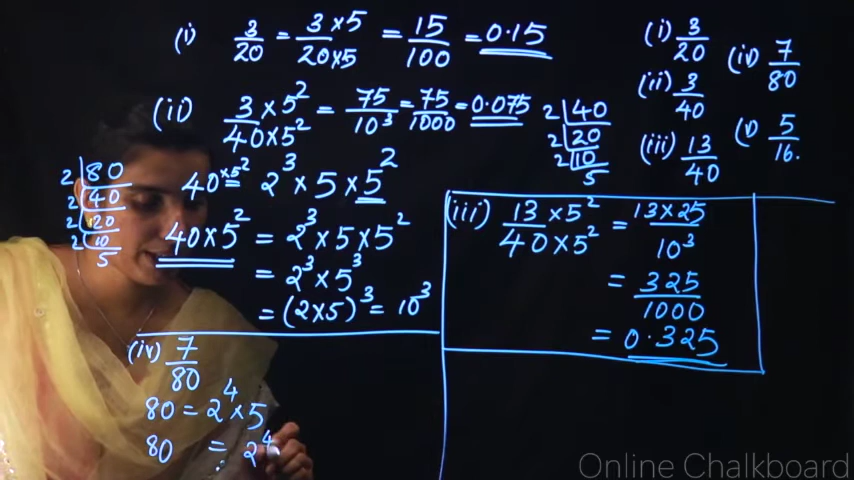 (i) 3/20 = 3×5/20×5 = 15/100 = 0.15
(ii) 3×5²/40×5² = 75/10³ = 75/1000 = 0.075
40 ×5² = 2³ × 5 × 5²
40×5² = 2³ × 5 × 5²
= 2³ × 5³
= (2×5)³ = 10³
2 | 80
2 | 40
2 | 20
2 | 10
5
2 | 40
2 | 20
2 | 10
5
(i) 3/20
(ii) 3/40
(iii) 13/40
(iv) 7/80
(v) 5/16.
(iii) 13×5²/40×5² = 13×25/10³
= 325/1000
= 0.325
(iv) 7/80
80 = 2⁴ × 5
80 = 2⁴
Online Chalkboard